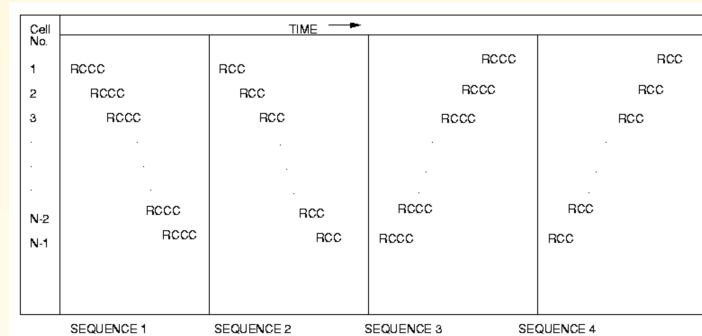 Cell TIME
No.
1 RCCC RCC RCCC RCC
2 RCCC RCC RCCC RCC
3 RCCC RCC RCCC RCC
. . . . .
. . . . .
. . . . .
N-2 RCCC RCC RCCC RCC
N-1 RCCC RCC RCCC RCC
SEQUENCE 1 SEQUENCE 2 SEQUENCE 3 SEQUENCE 4